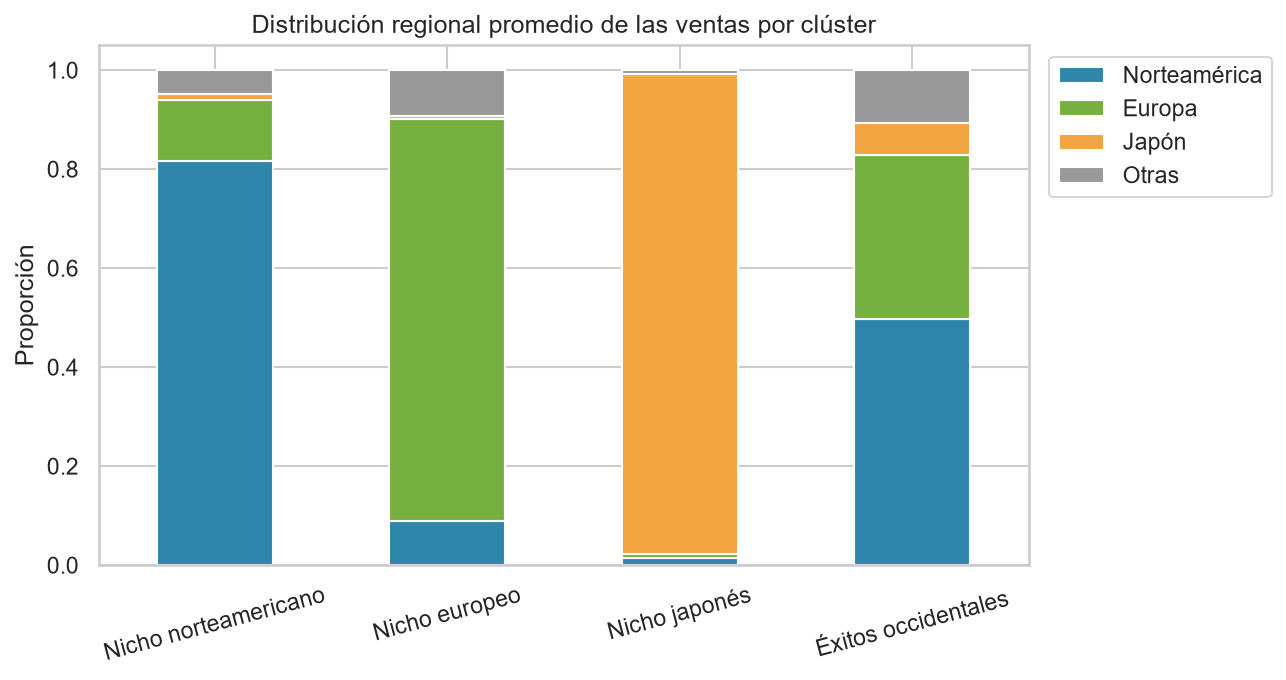 Distribución regional promedio de las ventas por clúster
Norteamérica
Europa
Japón
Otras
Proporción
1.0
0.8
0.6
0.4
0.2
0.0
Nicho norteamericano
Nicho europeo
Nicho japonés
Éxitos occidentales